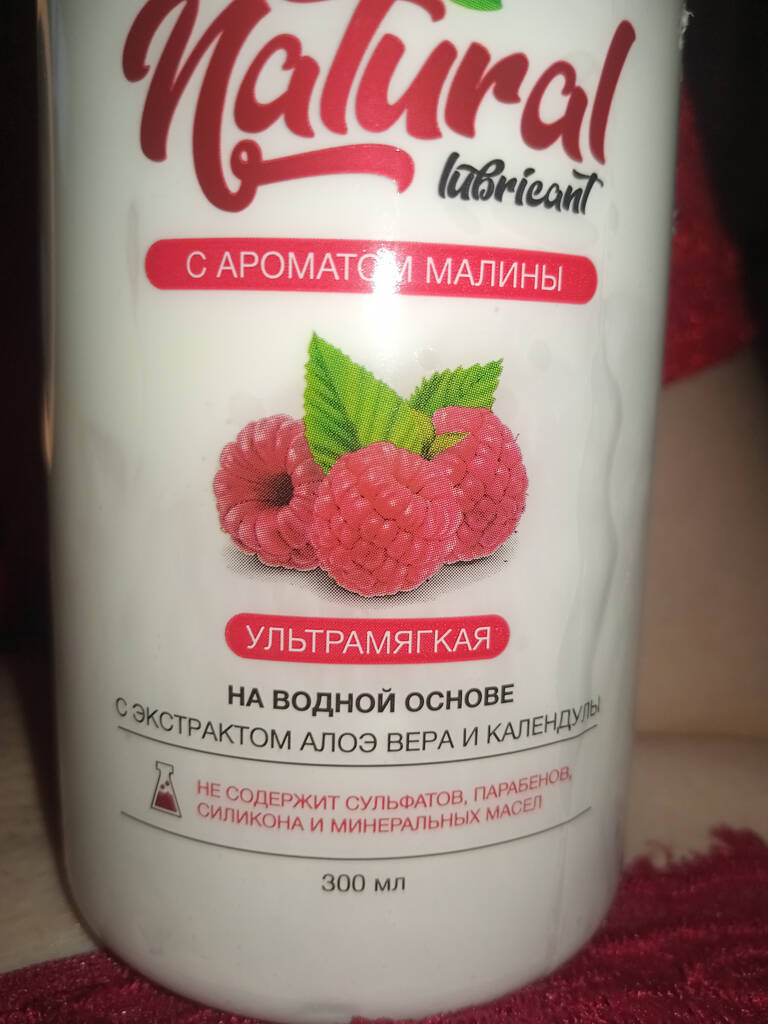 Natural
lubricant
С АРОМАТОМ МАЛИНЫ
УЛЬТРАМЯГКАЯ
НА ВОДНОЙ ОСНОВЕ
С ЭКСТРАКТОМ АЛОЭ ВЕРА И КАЛЕНДУЛЫ
НЕ СОДЕРЖИТ СУЛЬФАТОВ, ПАРАБЕНОВ,
СИЛИКОНА И МИНЕРАЛЬНЫХ МАСЕЛ
300 мл